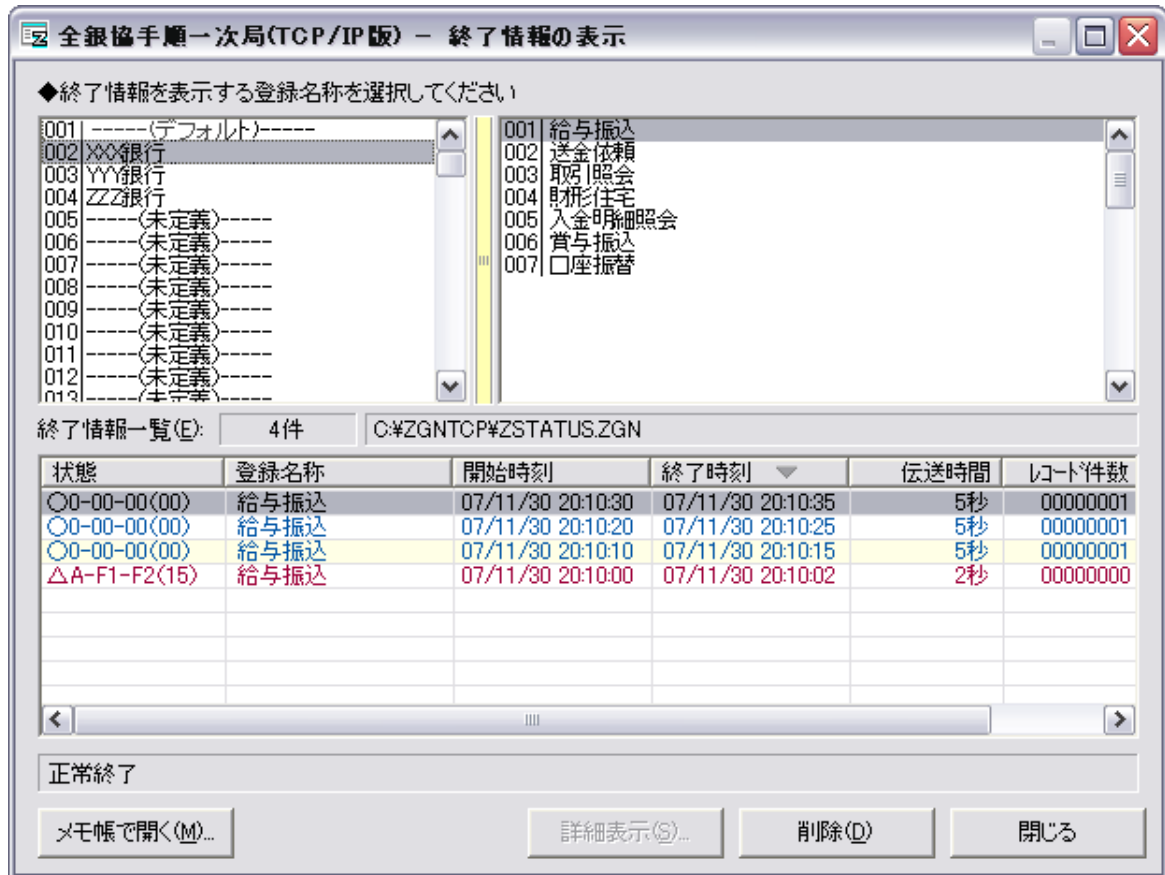 全銀協手順一次局(TCP/IP版) － 終了情報の表示
◆終了情報を表示する登録名称を選択してください
001| -----(デフォルト)-----
002|XXX銀行
003|YYY銀行
004|ZZZ銀行
005|-----(未定義)-----
006|-----(未定義)-----
007|-----(未定義)-----
008|-----(未定義)-----
009|-----(未定義)-----
010|-----(未定義)-----
011|-----(未定義)-----
012|-----(未定義)-----
013|-----(未定義)-----
001| 給与振込
002| 送金依頼
003| 取引照会
004| 財形住宅
005| 入金明細照会
006| 賞与振込
007| 口座振替
終了情報一覧(E): 4件 C:¥ZGNTCP¥ZSTATUS.ZGN
状態 登録名称 開始時刻 終了時刻 伝送時間 ﾚｺｰﾄﾞ件数
○0-00-00(00) 給与振込 07/11/30 20:10:30 07/11/30 20:10:35 5秒 00000001
○0-00-00(00) 給与振込 07/11/30 20:10:20 07/11/30 20:10:25 5秒 00000001
○0-00-00(00) 給与振込 07/11/30 20:10:10 07/11/30 20:10:15 5秒 00000001
△A-F1-F2(15) 給与振込 07/11/30 20:10:00 07/11/30 20:10:02 2秒 00000000
正常終了
メモ帳で開く(M)... 詳細表示(S)... 削除(D) 閉じる